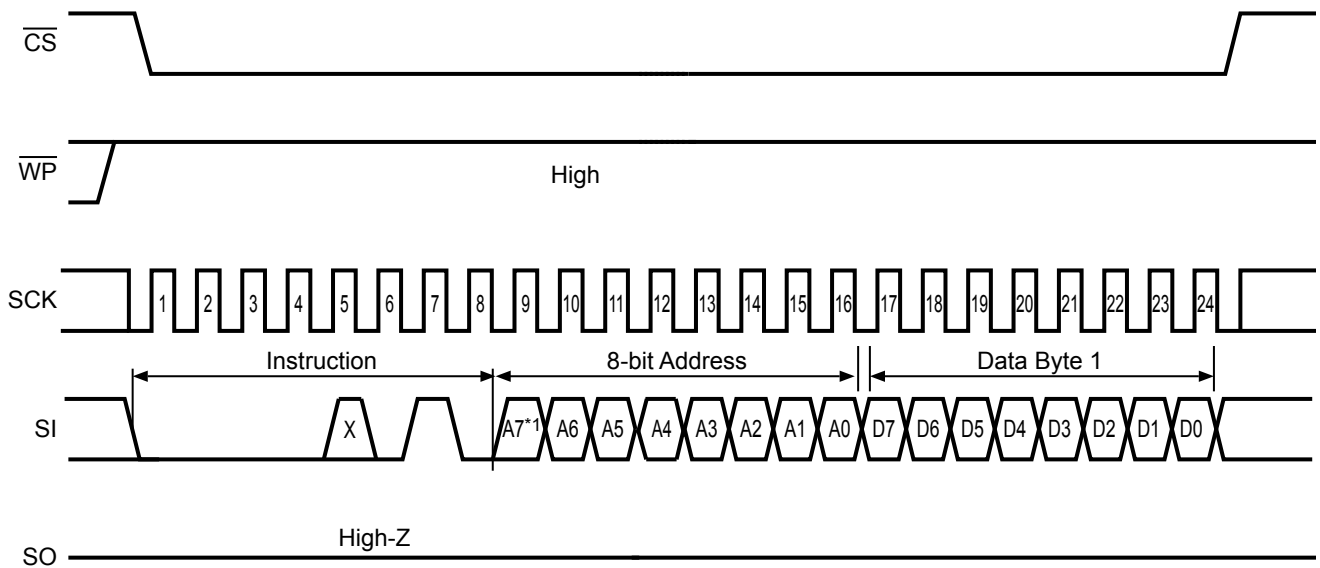 CS
WP
High
SCK 1 2 3 4 5 6 7 8 9 10 11 12 13 14 15 16 17 18 19 20 21 22 23 24
Instruction 8-bit Address Data Byte 1
SI X A7*1 A6 A5 A4 A3 A2 A1 A0 D7 D6 D5 D4 D3 D2 D1 D0
High-Z
SO